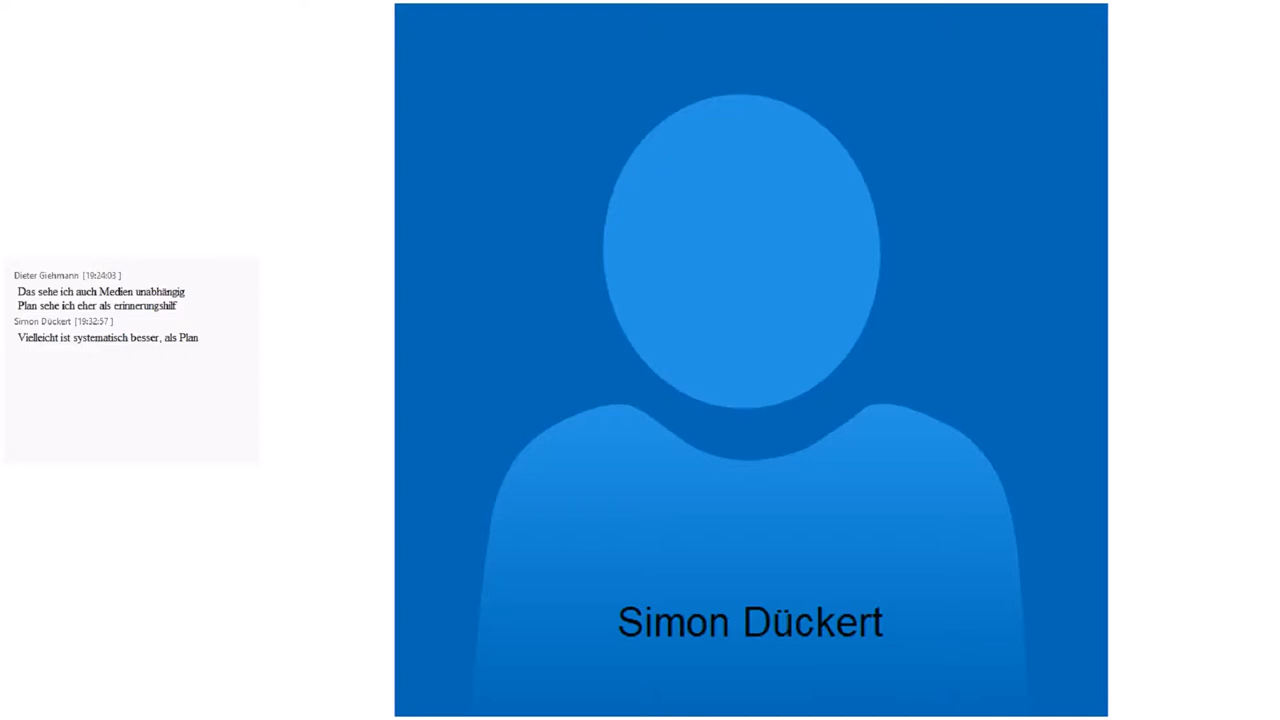 Dieter Giehmann [19:24:03 ]
Das sehe ich auch Medien unabhängig
Plan sehe ich eher als erinnerungshilf
Simon Dückert [19:32:57 ]
Vielleicht ist systematisch besser, als Plan
Simon Dückert